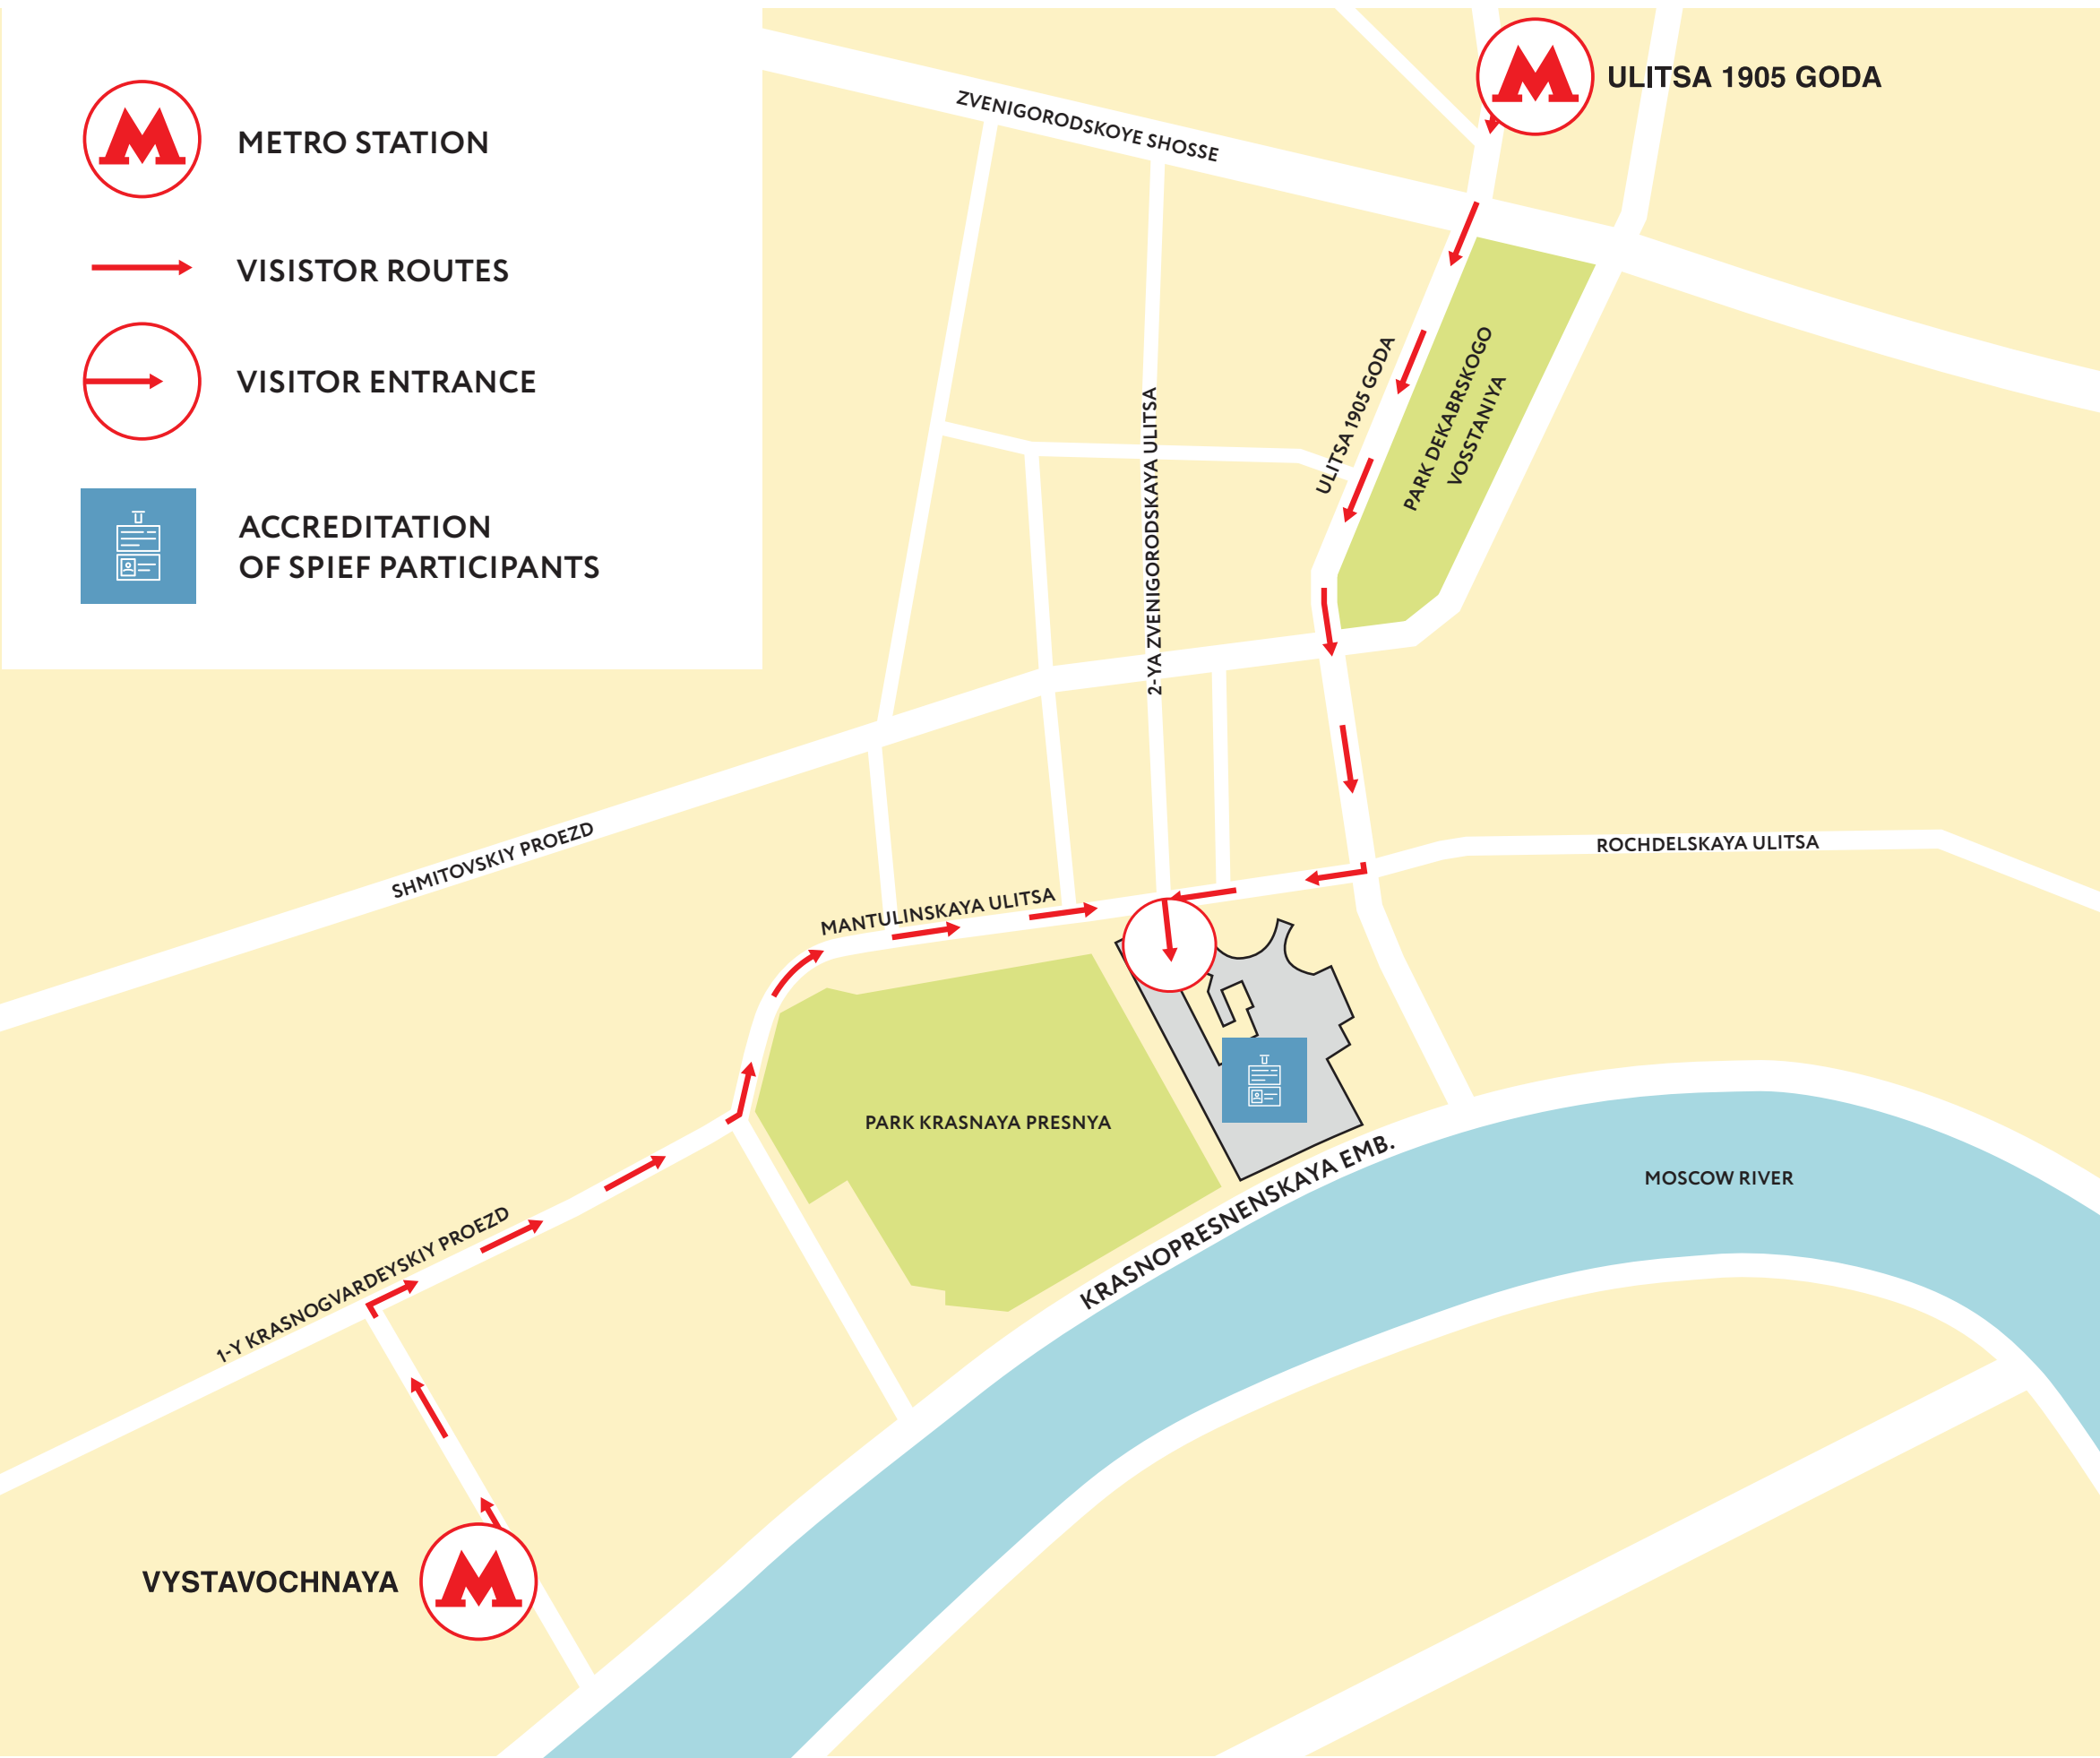 METRO STATION
VISISTOR ROUTES
VISITOR ENTRANCE
ACCREDITATION
OF SPIEF PARTICIPANTS
ULITSA 1905 GODA
ZVENIGORODSKOYE SHOSSE
ULITSA 1905 GODA
PARK DEKABRSKOGO
VOSSTANIYA
2-YA ZVENIGORODSKAYA ULITSA
SHMITOVSKIY PROEZD
ROCHDELSKAYA ULITSA
MANTULINSKAYA ULITSA
PARK KRASNAYA PRESNYA
KRASNOPRESNENSKAYA EMB.
MOSCOW RIVER
1-Y KRASNOGVARDEYSKIY PROEZD
VYSTAVOCHNAYA